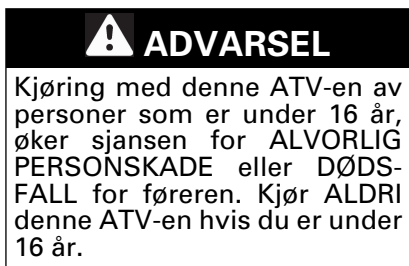 ADVARSEL
Kjøring med denne ATV-en av
personer som er under 16 år,
øker sjansen for ALVORLIG
PERSONSKADE eller DØDS-
FALL for føreren. Kjør ALDRI
denne ATV-en hvis du er under
16 år.